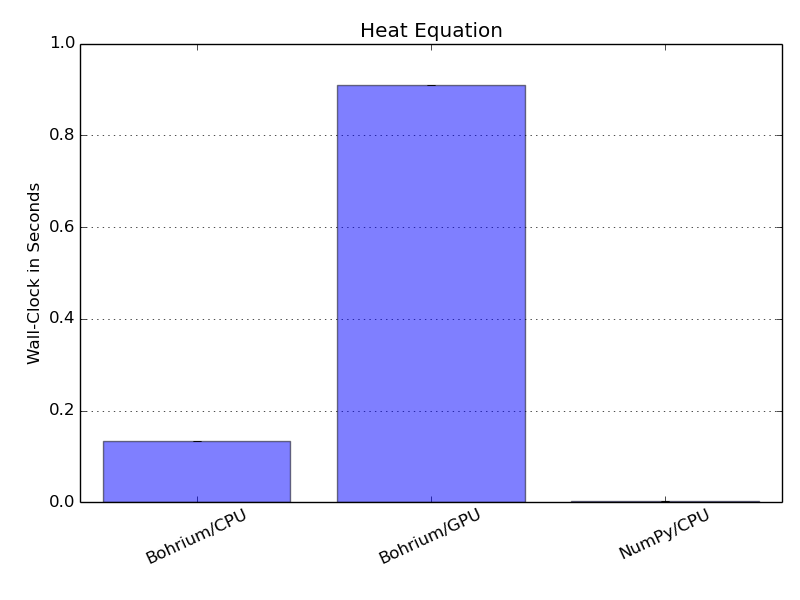 Heat Equation
1.0
0.8
0.6
0.4
0.2
0.0
Wall-Clock in Seconds
Bohrium/CPU
Bohrium/GPU
NumPy/CPU